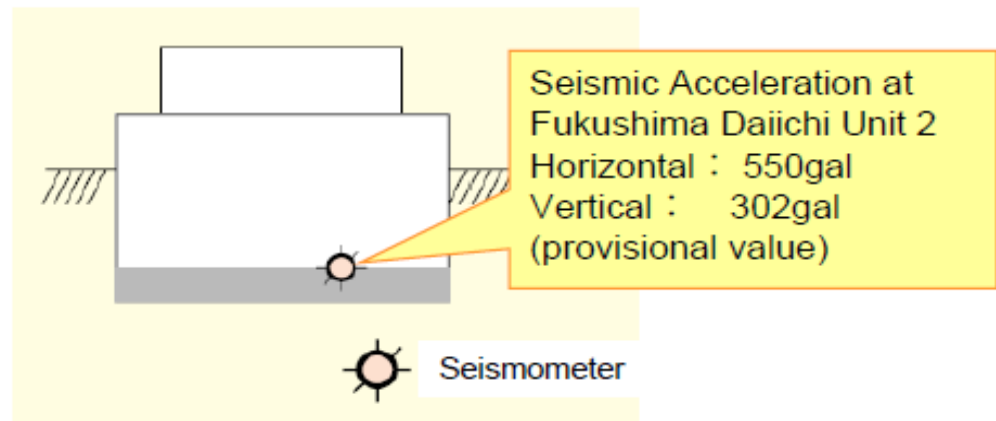 Seismic Acceleration at
Fukushima Daiichi Unit 2
Horizontal： 550gal
Vertical： 302gal
(provisional value)
Seismometer